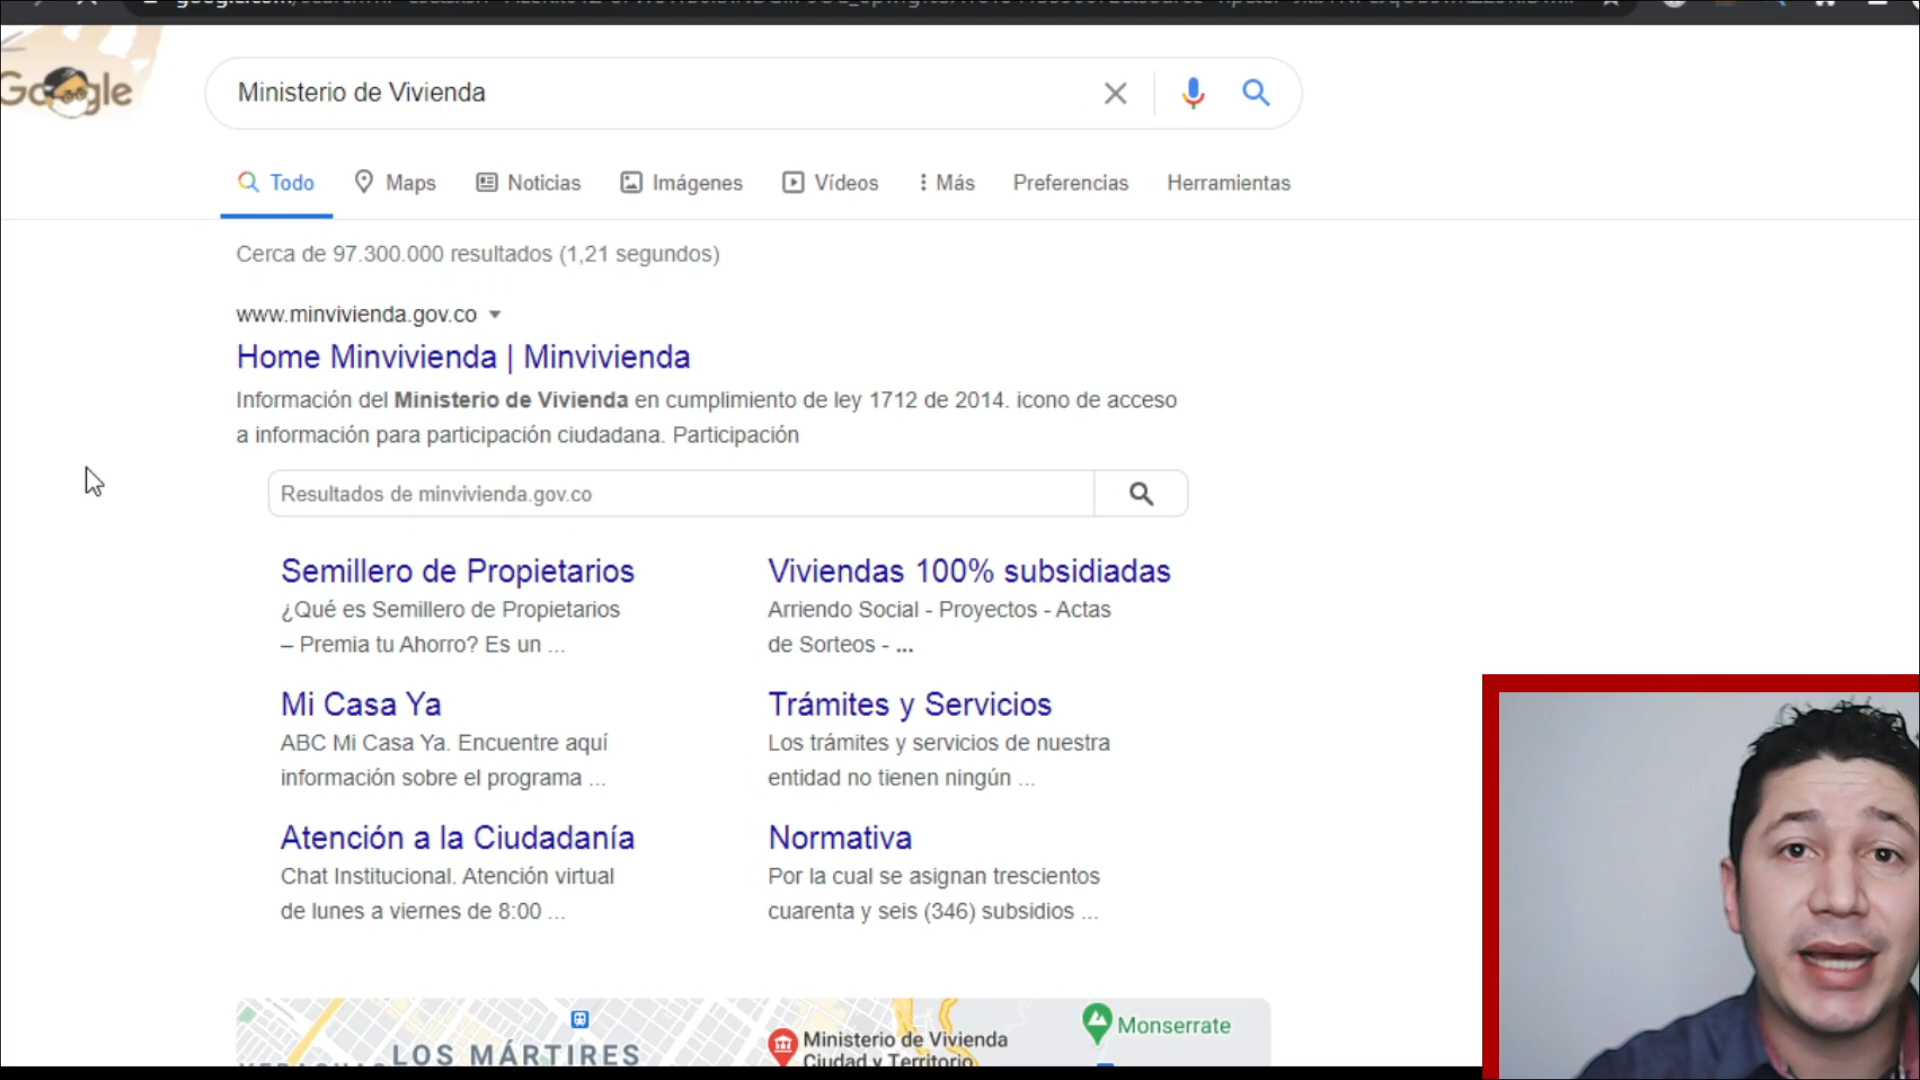 Google
Ministerio de Vivienda
Todo
Maps
Noticias
Imágenes
Vídeos
Más
Preferencias
Herramientas
Cerca de 97.300.000 resultados (1,21 segundos)
www.minvivienda.gov.co
Home Minvivienda | Minvivienda
Información del Ministerio de Vivienda en cumplimiento de ley 1712 de 2014. icono de acceso
a información para participación ciudadana. Participación
Resultados de minvivienda.gov.co
Semillero de Propietarios
¿Qué es Semillero de Propietarios
– Premia tu Ahorro? Es un ...
Viviendas 100% subsidiadas
Arriendo Social - Proyectos - Actas
de Sorteos - ...
Mi Casa Ya
ABC Mi Casa Ya. Encuentre aquí
información sobre el programa ...
Trámites y Servicios
Los trámites y servicios de nuestra
entidad no tienen ningún ...
Atención a la Ciudadanía
Chat Institucional. Atención virtual
de lunes a viernes de 8:00 ...
Normativa
Por la cual se asignan trescientos
cuarenta y seis (346) subsidios ...
Monserrate
Ministerio de Vivienda
Ciudad y Territorio
LOS MÁRTIRES